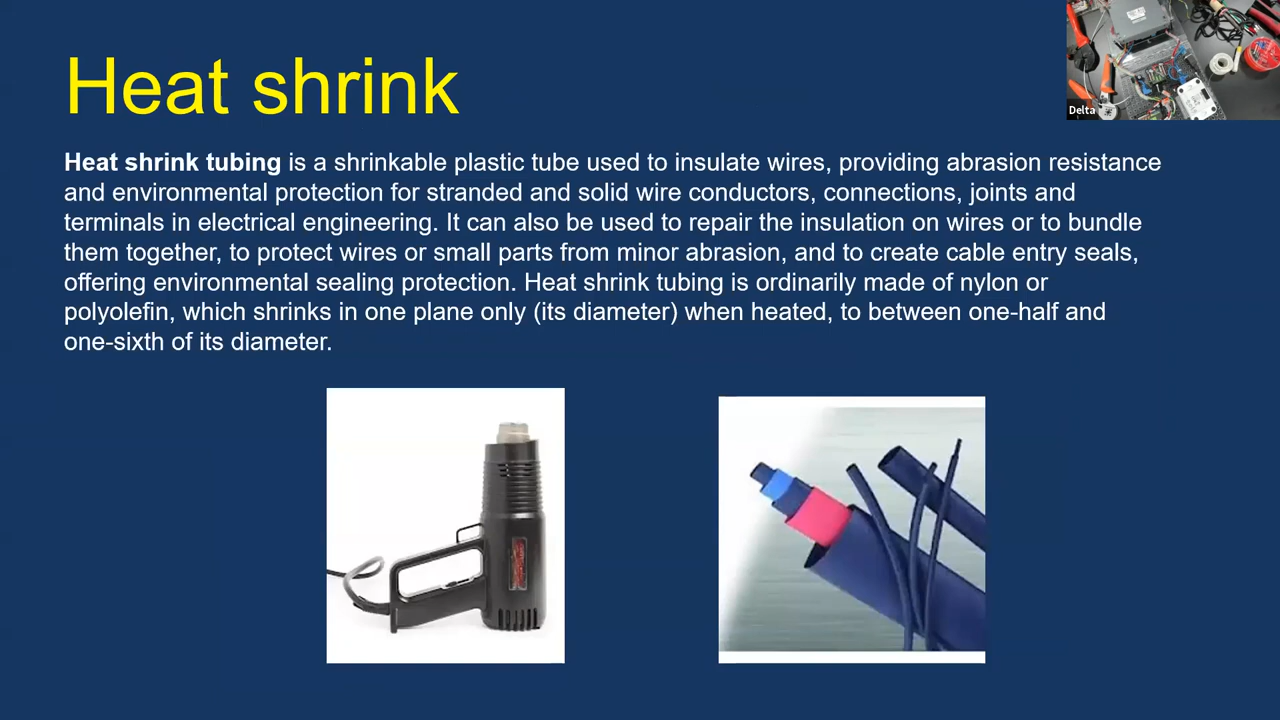 Heat shrink
Delta
Heat shrink tubing is a shrinkable plastic tube used to insulate wires, providing abrasion resistance
and environmental protection for stranded and solid wire conductors, connections, joints and
terminals in electrical engineering. It can also be used to repair the insulation on wires or to bundle
them together, to protect wires or small parts from minor abrasion, and to create cable entry seals,
offering environmental sealing protection. Heat shrink tubing is ordinarily made of nylon or
polyolefin, which shrinks in one plane only (its diameter) when heated, to between one-half and
one-sixth of its diameter.